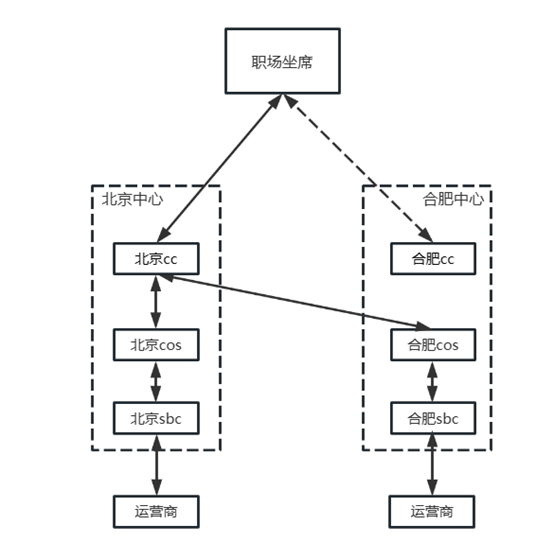 职场坐席
北京中心
合肥中心
北京cc
合肥cc
北京cos
合肥cos
北京sbc
合肥sbc
运营商
运营商